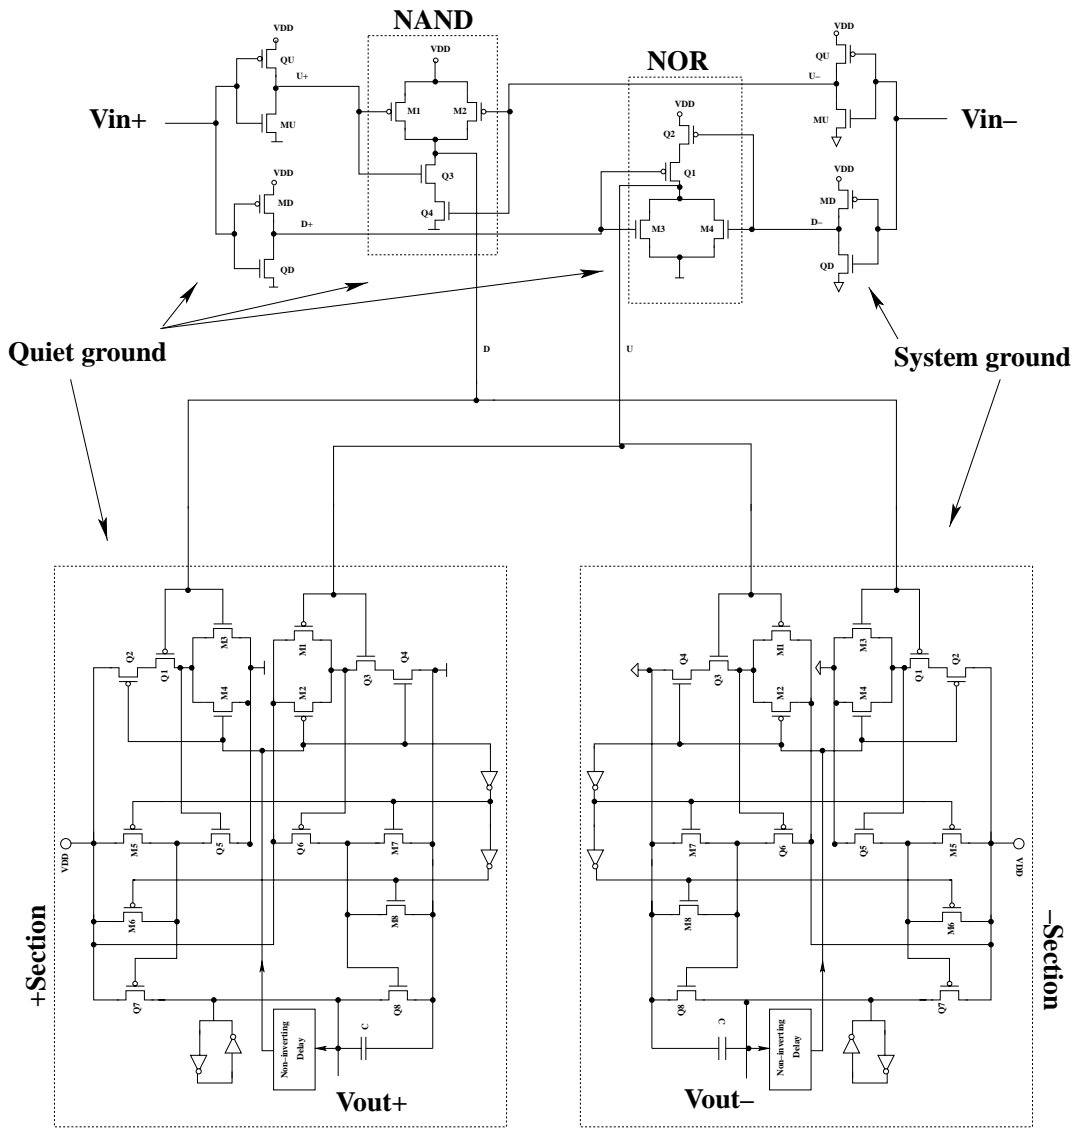 NAND
VDD
QU
U+
MU
Vin+
VDD
MD
D+
QD
VDD
M1
M2
Q3
Q4
NOR
VDD
Q2
Q1
M3
M4
VDD
QU
U–
MU
Vin–
VDD
MD
D–
QD
Quiet ground
System ground
D
U
Q2
Q1
M3
M4
M1
M2
Q3
Q4
VDD
M5
Q5
Q6
M7
M6
M8
Q7
Q8
C
Non–inverting
Delay
+Section
Vout+
Q4
Q3
M1
M2
M3
M4
Q1
Q2
M7
Q6
Q5
M5
VDD
M8
M6
Q8
Q7
C
Non–inverting
Delay
–Section
Vout–